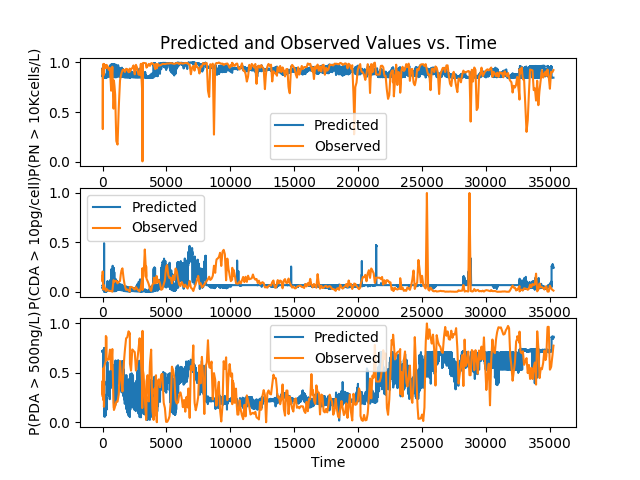 Predicted and Observed Values vs. Time
P(PN > 10Kcells/L)
1.0
0.5
0.0
Predicted
Observed
0 5000 10000 15000 20000 25000 30000 35000
P(CDA > 10pg/cell)
1.0
0.5
0.0
Predicted
Observed
0 5000 10000 15000 20000 25000 30000 35000
P(PDA > 500ng/L)
1.0
0.5
0.0
Predicted
Observed
0 5000 10000 15000 20000 25000 30000 35000
Time